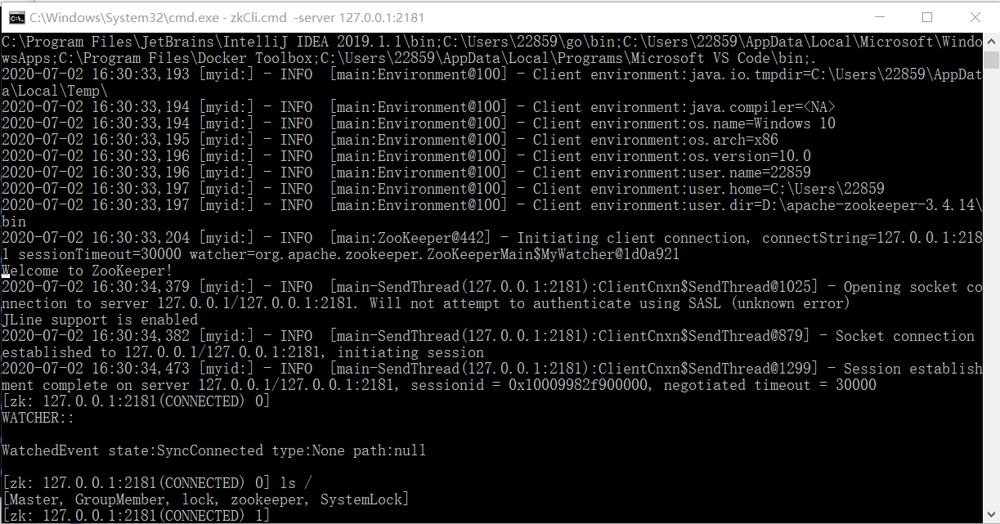 C:\Windows\System32\cmd.exe - zkCli.cmd  -server 127.0.0.1:2181
C:\Program Files\JetBrains\IntelliJ IDEA 2019.1.1\bin;C:\Users\22859\go\bin;C:\Users\22859\AppData\Local\Microsoft\Windo
wsApps;C:\Program Files\Docker Toolbox;C:\Users\22859\AppData\Local\Programs\Microsoft VS Code\bin;.
2020-07-02 16:30:33,193 [myid:] - INFO  [main:Environment@100] - Client environment:java.io.tmpdir=C:\Users\22859\AppDat
a\Local\Temp\
2020-07-02 16:30:33,194 [myid:] - INFO  [main:Environment@100] - Client environment:java.compiler=<NA>
2020-07-02 16:30:33,194 [myid:] - INFO  [main:Environment@100] - Client environment:os.name=Windows 10
2020-07-02 16:30:33,195 [myid:] - INFO  [main:Environment@100] - Client environment:os.arch=x86
2020-07-02 16:30:33,196 [myid:] - INFO  [main:Environment@100] - Client environment:os.version=10.0
2020-07-02 16:30:33,196 [myid:] - INFO  [main:Environment@100] - Client environment:user.name=22859
2020-07-02 16:30:33,197 [myid:] - INFO  [main:Environment@100] - Client environment:user.home=C:\Users\22859
2020-07-02 16:30:33,197 [myid:] - INFO  [main:Environment@100] - Client environment:user.dir=D:\apache-zookeeper-3.4.14\
bin
2020-07-02 16:30:33,204 [myid:] - INFO  [main:ZooKeeper@442] - Initiating client connection, connectString=127.0.0.1:218
1 sessionTimeout=30000 watcher=org.apache.zookeeper.ZooKeeperMain$MyWatcher@1d0a921
Welcome to ZooKeeper!
2020-07-02 16:30:34,379 [myid:] - INFO  [main-SendThread(127.0.0.1:2181):ClientCnxn$SendThread@1025] - Opening socket co
nnection to server 127.0.0.1/127.0.0.1:2181. Will not attempt to authenticate using SASL (unknown error)
JLine support is enabled
2020-07-02 16:30:34,382 [myid:] - INFO  [main-SendThread(127.0.0.1:2181):ClientCnxn$SendThread@879] - Socket connection
established to 127.0.0.1/127.0.0.1:2181, initiating session
2020-07-02 16:30:34,473 [myid:] - INFO  [main-SendThread(127.0.0.1:2181):ClientCnxn$SendThread@1299] - Session establish
ment complete on server 127.0.0.1/127.0.0.1:2181, sessionid = 0x10009982f900000, negotiated timeout = 30000
[zk: 127.0.0.1:2181(CONNECTED) 0]
WATCHER::
WatchedEvent state:SyncConnected type:None path:null
[zk: 127.0.0.1:2181(CONNECTED) 0] ls /
[Master, GroupMember, lock, zookeeper, SystemLock]
[zk: 127.0.0.1:2181(CONNECTED) 1]